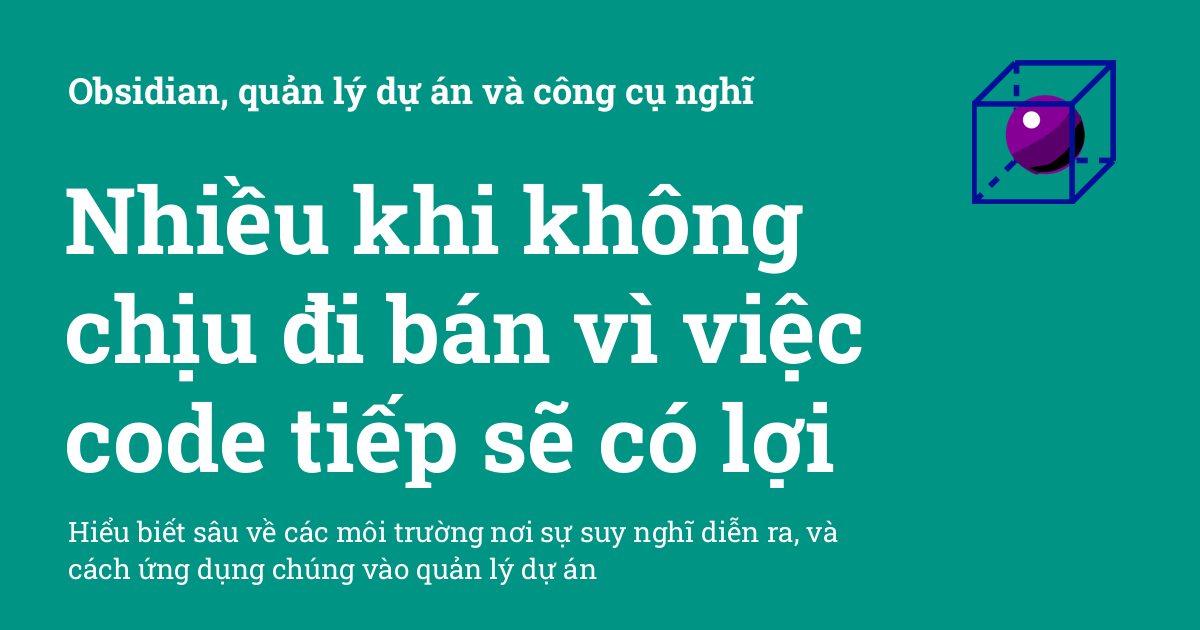 Obsidian, quản lý dự án và công cụ nghĩ
Nhiều khi không
chịu đi bán vì việc
code tiếp sẽ có lợi
Hiểu biết sâu về các môi trường nơi sự suy nghĩ diễn ra, và
cách ứng dụng chúng vào quản lý dự án